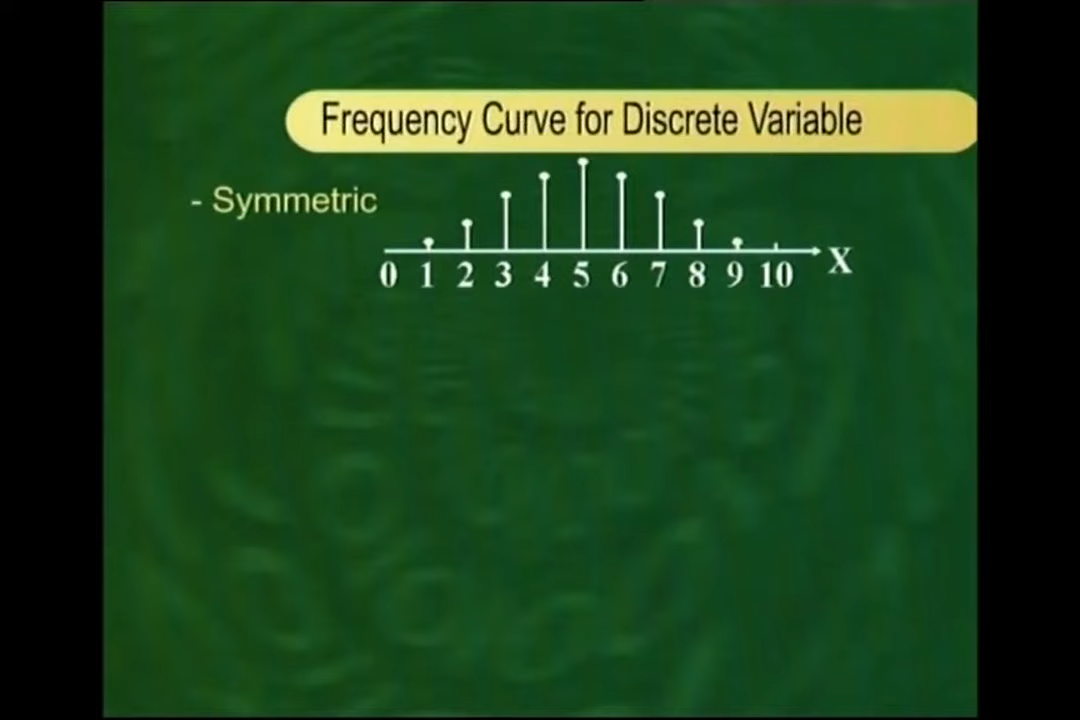 Frequency Curve for Discrete Variable
- Symmetric
0 1 2 3 4 5 6 7 8 9 10 X